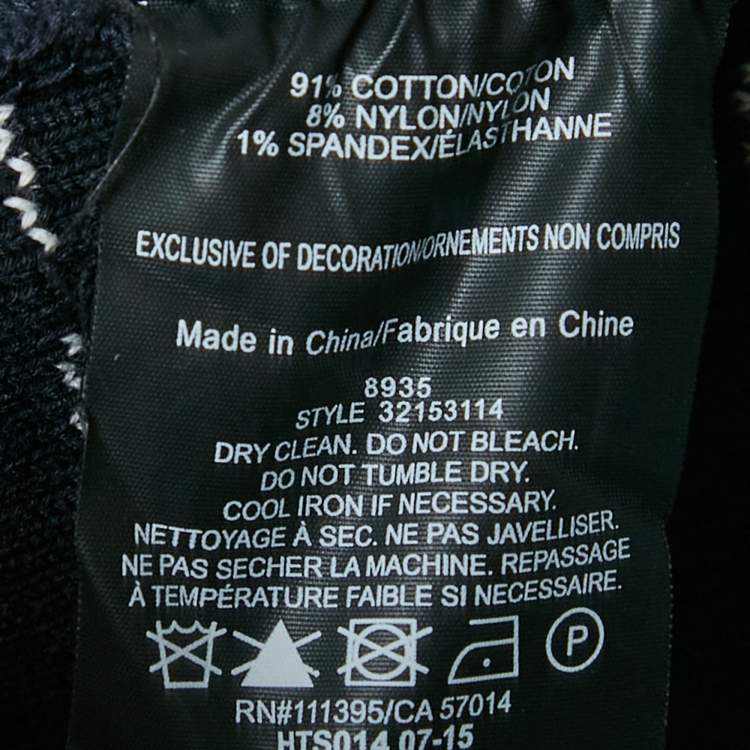 91% COTTON/COTON
8% NYLON/NYLON
1% SPANDEX/ÉLASTHANNE
EXCLUSIVE OF DECORATION/ORNEMENTS NON COMPRIS
Made in China/Fabrique en Chine
8935
STYLE 32153114
DRY CLEAN. DO NOT BLEACH.
DO NOT TUMBLE DRY.
COOL IRON IF NECESSARY.
NETTOYAGE À SEC. NE PAS JAVELLISER.
NE PAS SECHER LA MACHINE. REPASSAGE
À TEMPÉRATURE FAIBLE SI NECESSAIRE.
P
RN#111395/CA 57014
HTS014 07-15